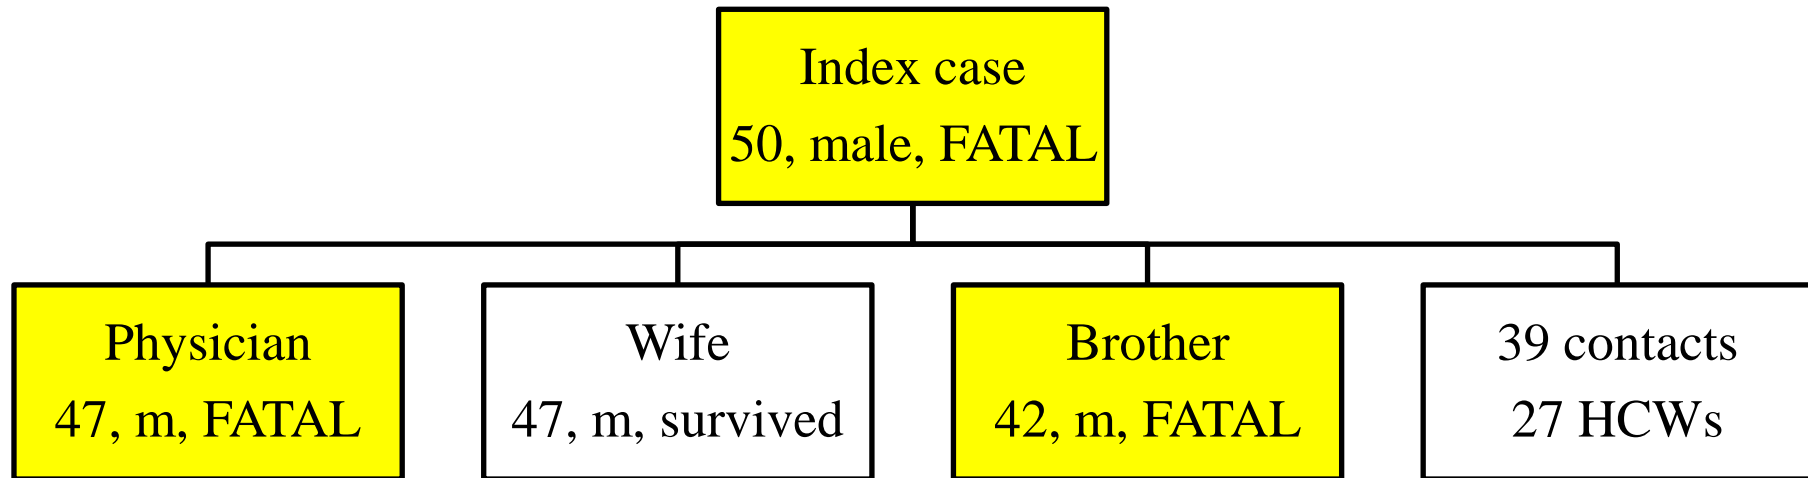 Index case
50, male, FATAL
Physician
47, m, FATAL
Wife
47, m, survived
Brother
42, m, FATAL
39 contacts
27 HCWs